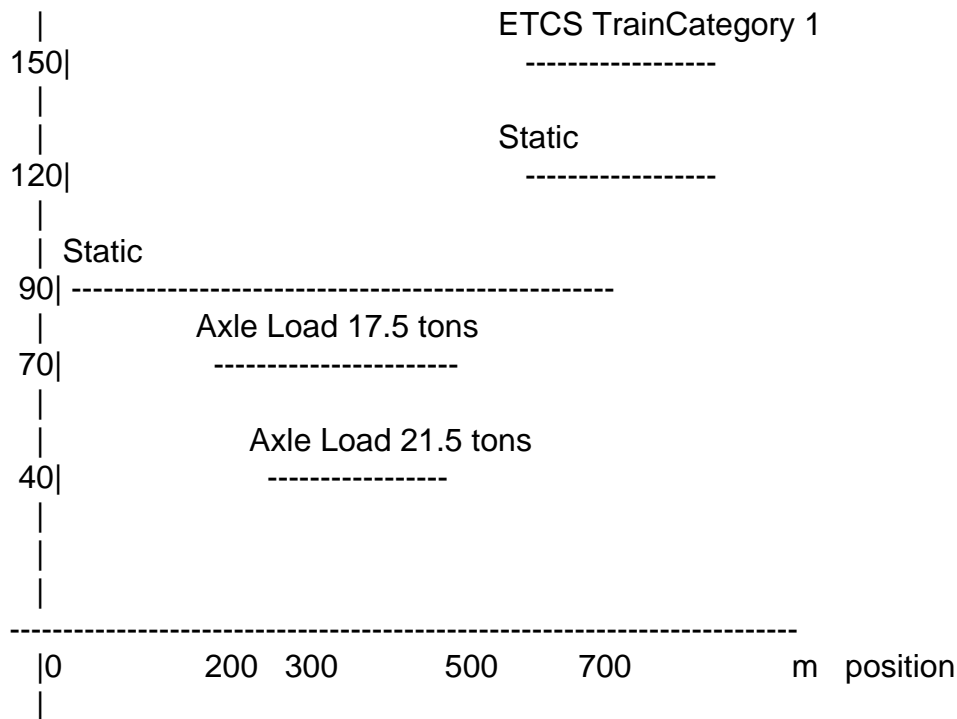 | ETCS TrainCategory 1
150| ------------------
|
| Static
120| ------------------
|
| Static
90| ---------------------------------------------------
| Axle Load 17.5 tons
70| -----------------------
|
| Axle Load 21.5 tons
40| -----------------
|
|
|
--------------------------------------------------------------------------
|0 200 300 500 700 m position
|